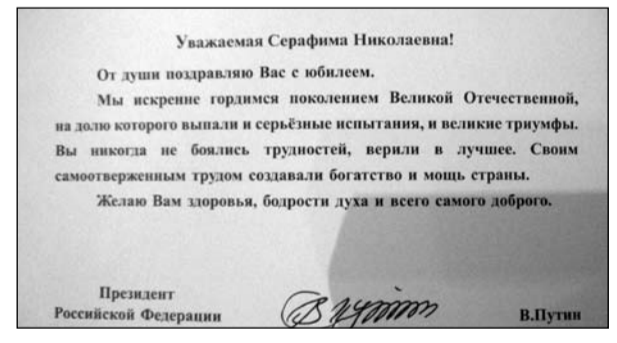 Уважаемая Серафима Николаевна!
От души поздравляю Вас с юбилеем.
Мы искренне гордимся поколением Великой Отечественной,
на долю которого выпали и серьёзные испытания, и великие триумфы.
Вы никогда не боялись трудностей, верили в лучшее. Своим
самоотверженным трудом создавали богатство и мощь страны.
Желаю Вам здоровья, бодрости духа и всего самого доброго.
Президент
Российской Федерации
В.Путин